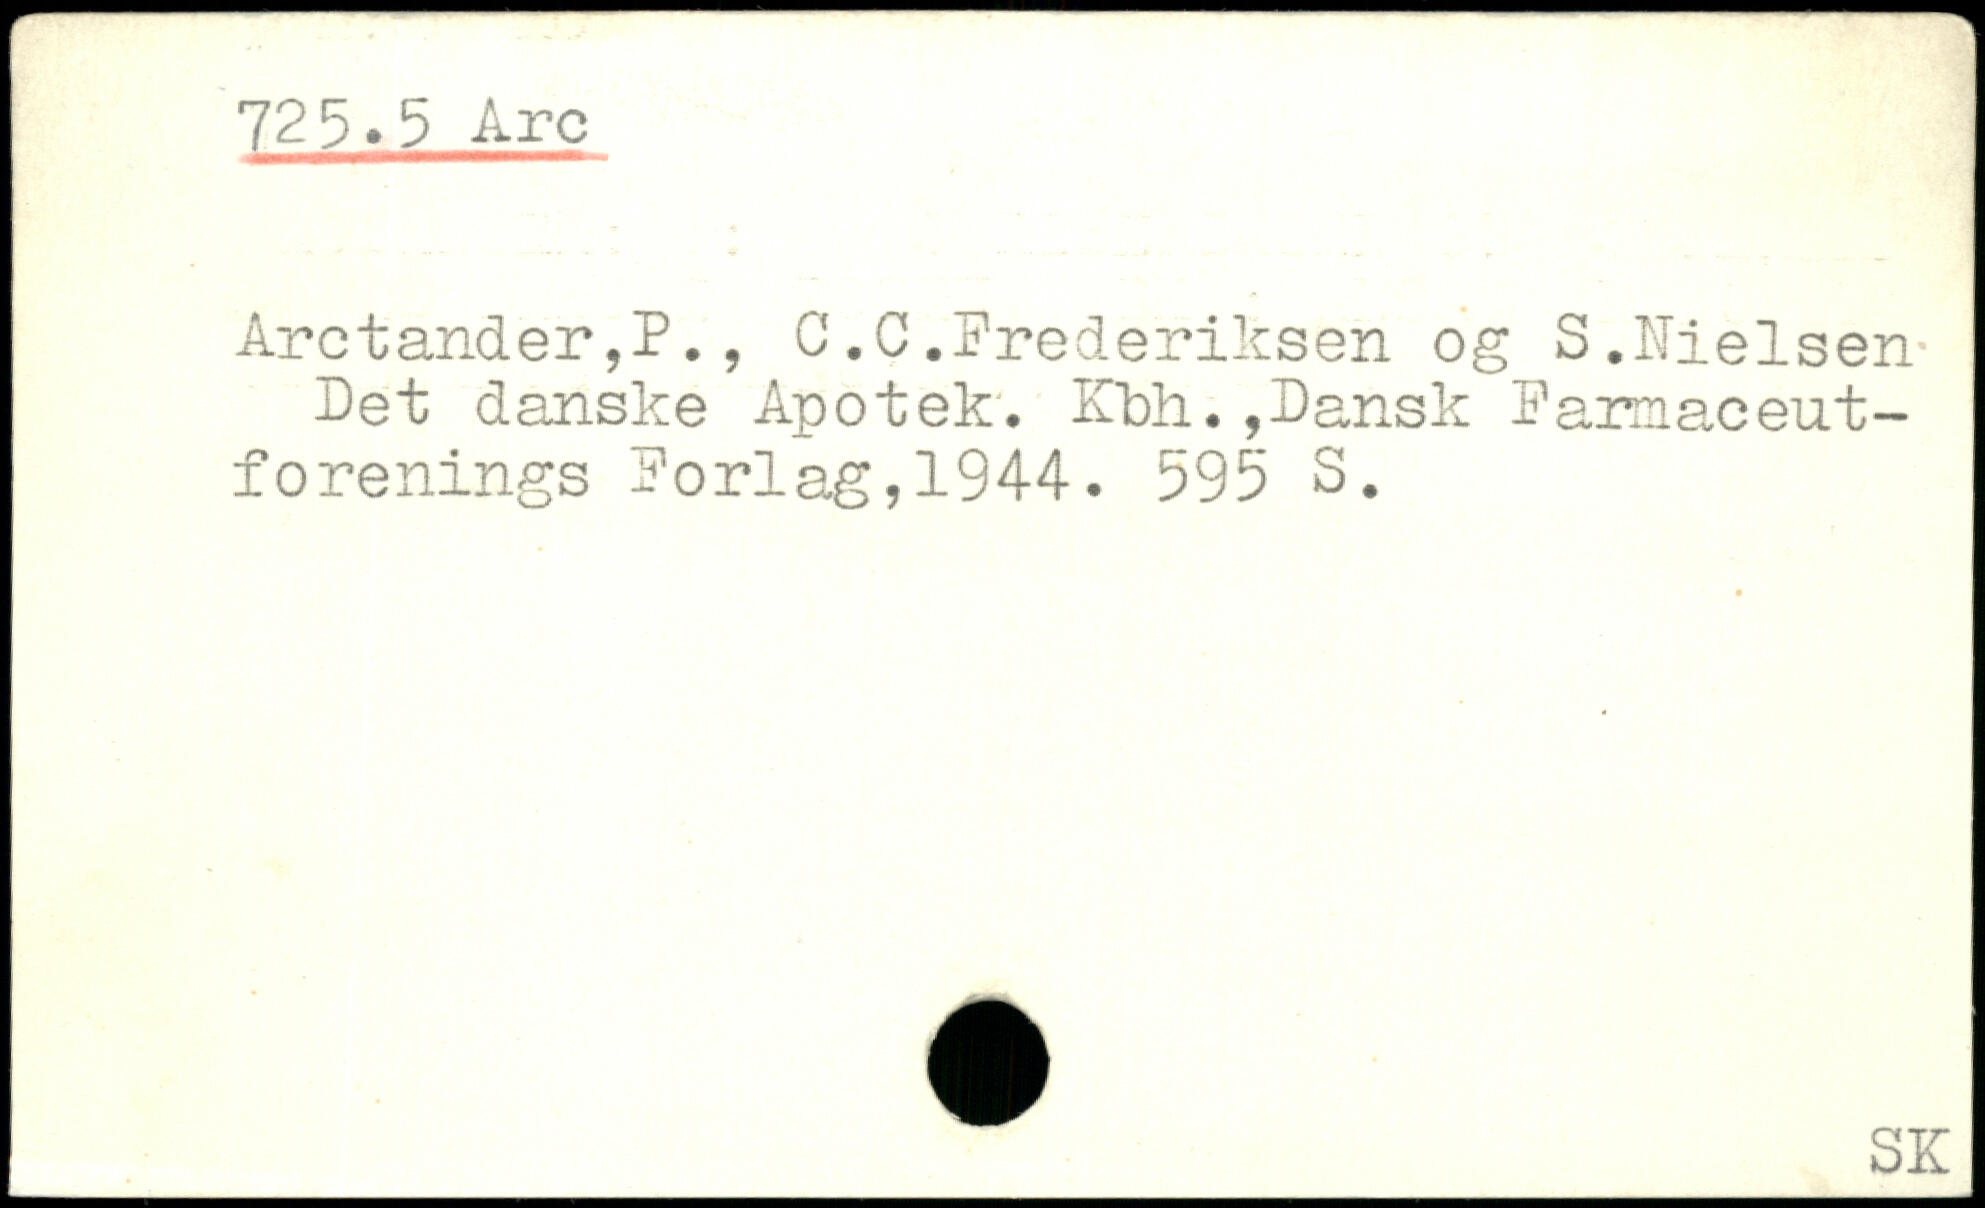 725.5 Arc
Arctander,P., C.C.Frederiksen og S.Nielsen
Det danske Apotek. Kbh.,Dansk Farmaceut-
forenings Forlag,1944. 595 S.
SK